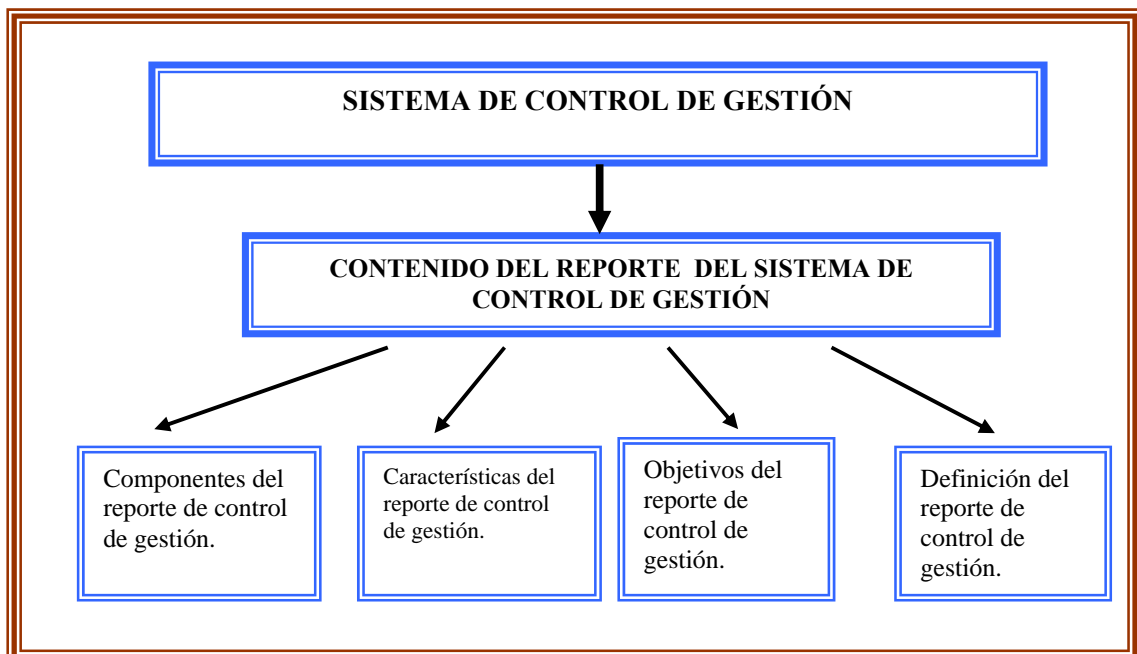 SISTEMA DE CONTROL DE GESTIÓN
CONTENIDO DEL REPORTE DEL SISTEMA DE
CONTROL DE GESTIÓN
Componentes del
reporte de control
de gestión.
Característícas del
reporte de control
de gestión.
Objetivos del
reporte de
control de
gestión.
Definición del
reporte de
control de
gestión.